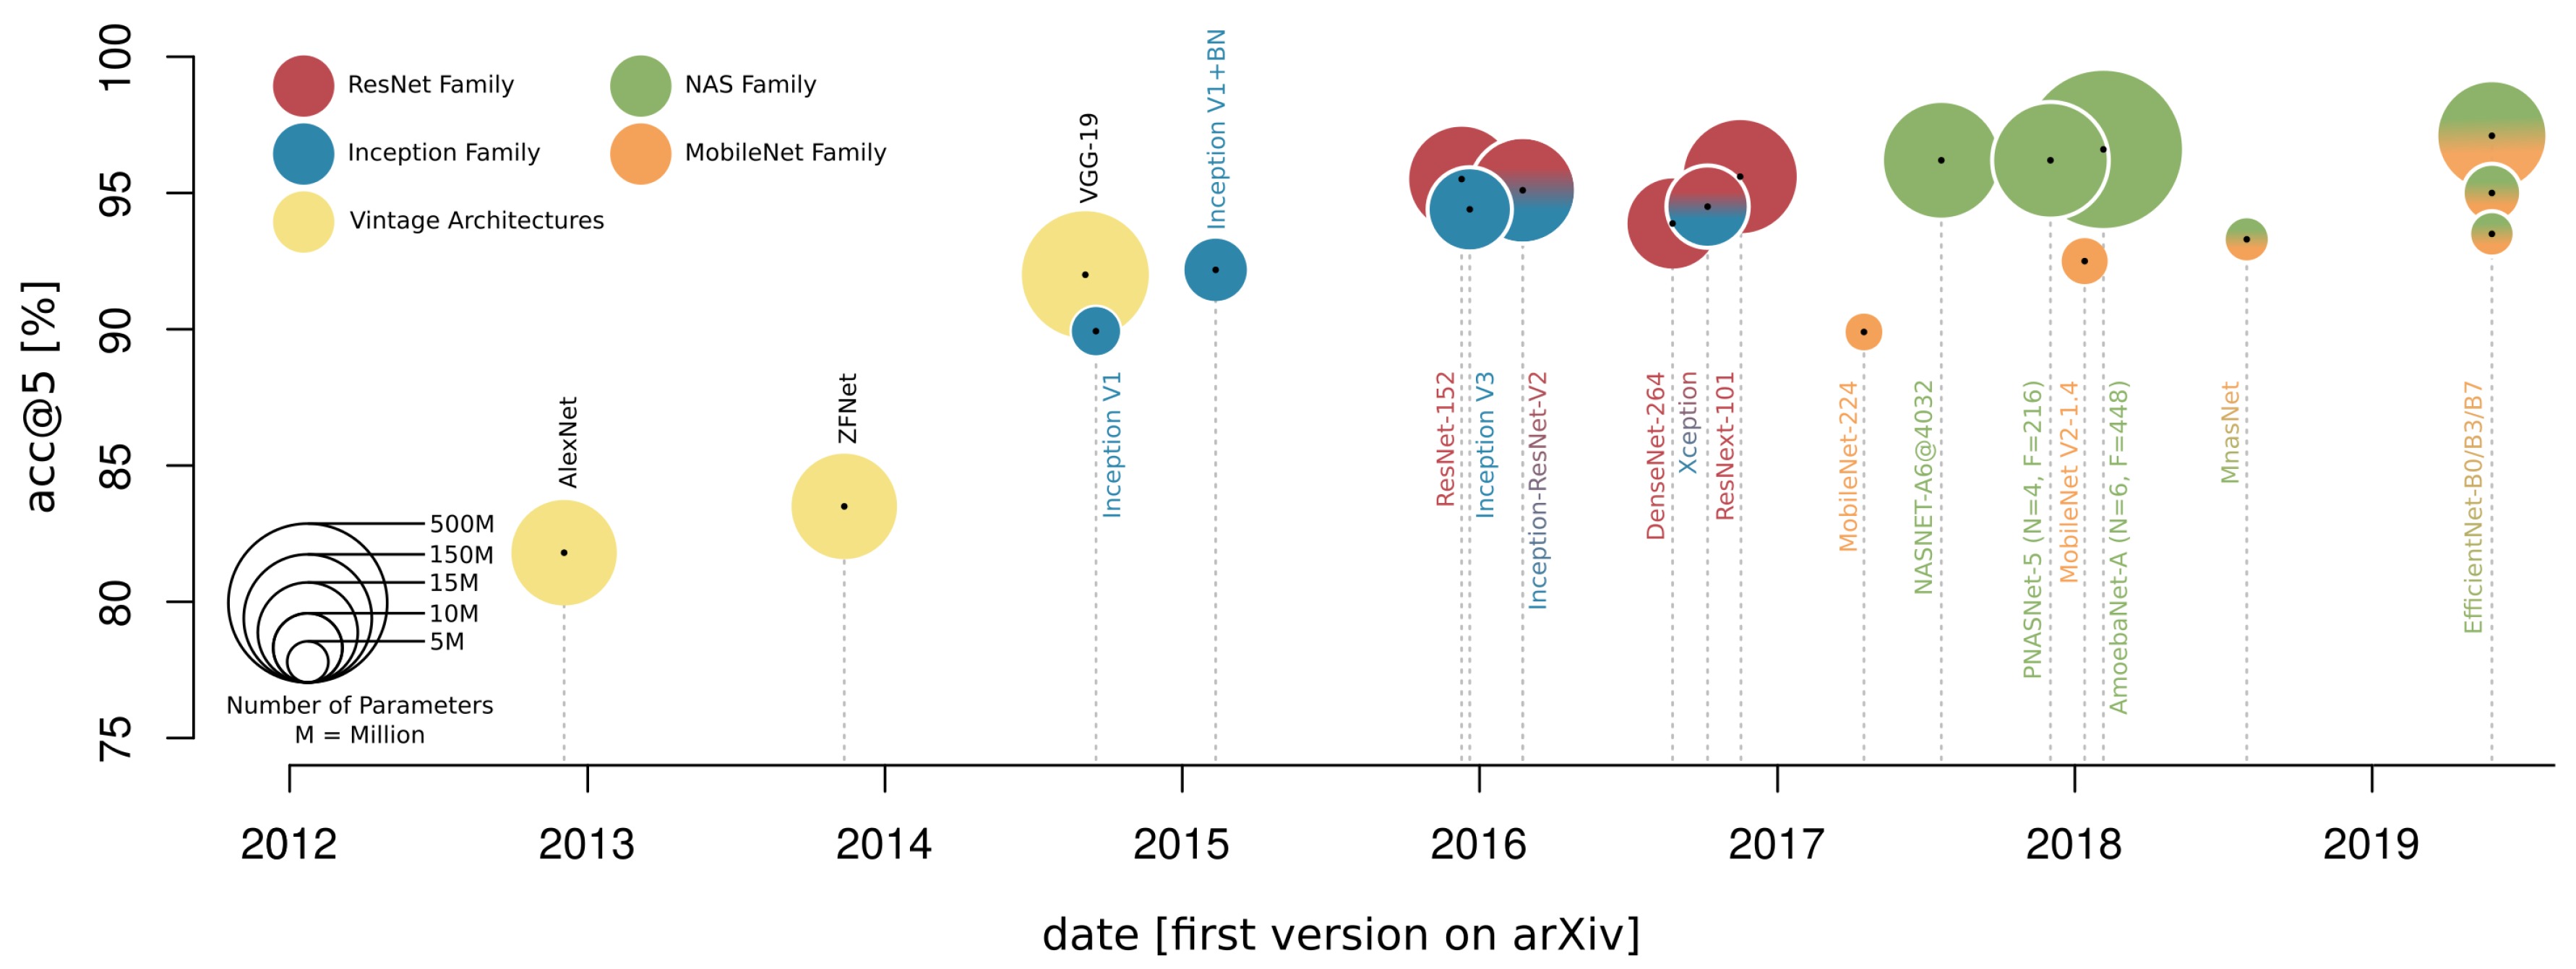 acc@5 [%]
100
95
90
85
80
75
ResNet Family
NAS Family
Inception Family
MobileNet Family
Vintage Architectures
500M
150M
15M
10M
5M
Number of Parameters
M = Million
AlexNet
ZFNet
VGG-19
Inception V1
Inception V1+BN
ResNet-152
Inception V3
Inception-ResNet-V2
DenseNet-264
Xception
ResNext-101
MobileNet-224
NASNET-A6@4032
PNASNet-5 (N=4, F=216)
MobileNet V2-1.4
AmoebaNet-A (N=6, F=448)
MnasNet
EfficientNet-B0/B3/B7
2012
2013
2014
2015
2016
2017
2018
2019
date [first version on arXiv]